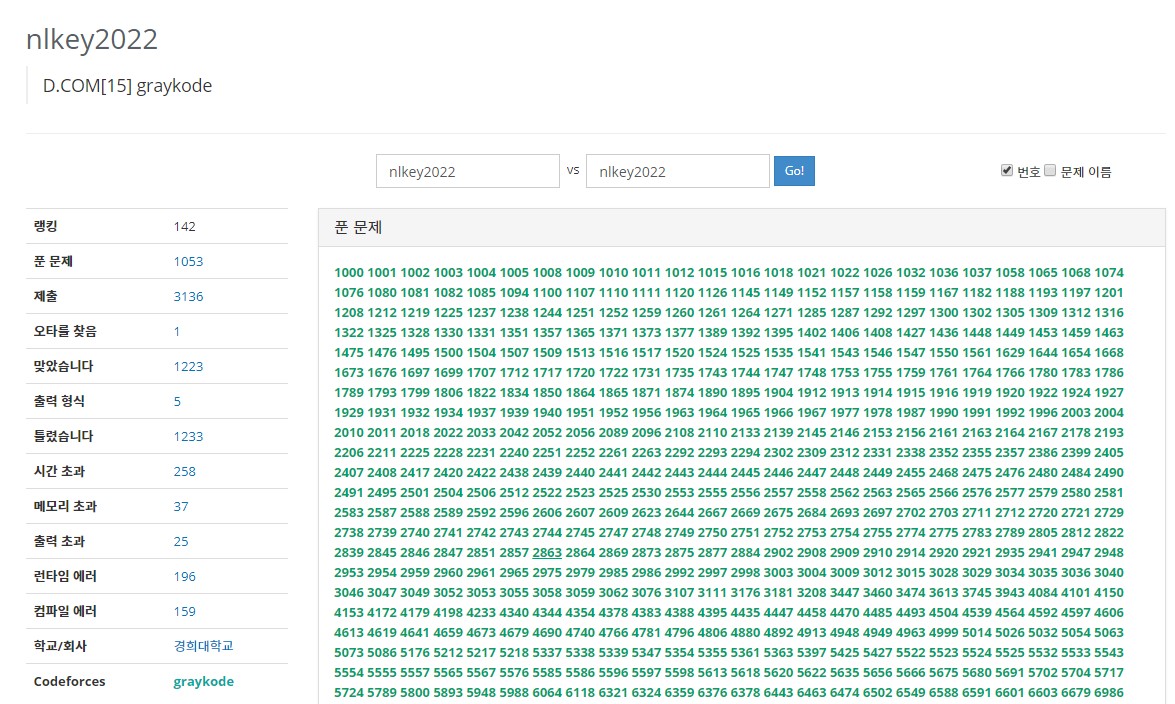 nlkey2022
D.COM[15] graykode
nlkey2022 vs nlkey2022 Go! 번호 문제 이름
랭킹 142
푼 문제 1053
제출 3136
오타를 찾음 1
맞았습니다 1223
출력 형식 5
틀렸습니다 1233
시간 초과 258
메모리 초과 37
출력 초과 25
런타임 에러 196
컴파일 에러 159
학교/회사 경희대학교
Codeforces graykode
푼 문제
1000 1001 1002 1003 1004 1005 1008 1009 1010 1011 1012 1015 1016 1018 1021 1022 1026 1032 1036 1037 1058 1065 1068 1074
1076 1080 1081 1082 1085 1094 1100 1107 1110 1111 1120 1126 1145 1149 1152 1157 1158 1159 1167 1182 1188 1193 1197 1201
1208 1212 1219 1225 1237 1238 1244 1251 1252 1259 1260 1261 1264 1271 1285 1287 1292 1297 1300 1302 1305 1309 1312 1316
1322 1325 1328 1330 1331 1351 1357 1365 1371 1373 1377 1389 1392 1395 1402 1406 1408 1427 1436 1448 1449 1453 1459 1463
1475 1476 1495 1500 1504 1507 1509 1513 1516 1517 1520 1524 1525 1535 1541 1543 1546 1547 1550 1561 1629 1644 1654 1668
1673 1676 1697 1699 1707 1712 1717 1720 1722 1731 1735 1743 1744 1747 1748 1753 1755 1759 1761 1764 1766 1780 1783 1786
1789 1793 1799 1806 1822 1834 1850 1864 1865 1871 1874 1890 1895 1904 1912 1913 1914 1915 1916 1919 1920 1922 1924 1927
1929 1931 1932 1934 1937 1939 1940 1951 1952 1956 1963 1964 1965 1966 1967 1977 1978 1987 1990 1991 1992 1996 2003 2004
2010 2011 2018 2022 2033 2042 2052 2056 2089 2096 2108 2110 2133 2139 2145 2146 2153 2156 2161 2163 2164 2167 2178 2193
2206 2211 2225 2228 2231 2240 2251 2252 2261 2263 2292 2293 2294 2302 2309 2312 2331 2338 2352 2355 2357 2386 2399 2405
2407 2408 2417 2420 2422 2438 2439 2440 2441 2442 2443 2444 2445 2446 2447 2448 2449 2455 2468 2475 2476 2480 2484 2490
2491 2495 2501 2504 2506 2512 2522 2523 2525 2530 2553 2555 2556 2557 2558 2562 2563 2565 2566 2576 2577 2579 2580 2581
2583 2587 2588 2589 2592 2596 2606 2607 2609 2623 2644 2667 2669 2675 2684 2693 2697 2702 2703 2711 2712 2720 2721 2729
2738 2739 2740 2741 2742 2743 2744 2745 2747 2748 2749 2750 2751 2752 2753 2754 2755 2774 2775 2783 2789 2805 2812 2822
2839 2845 2846 2847 2851 2857 2863 2864 2869 2873 2875 2877 2884 2902 2908 2909 2910 2914 2920 2921 2935 2941 2947 2948
2953 2954 2959 2960 2961 2965 2975 2979 2985 2986 2992 2997 2998 3003 3004 3009 3012 3015 3028 3029 3034 3035 3036 3040
3046 3047 3049 3052 3053 3055 3058 3059 3062 3076 3107 3111 3176 3181 3208 3447 3460 3474 3613 3745 3943 4084 4101 4150
4153 4172 4179 4198 4233 4340 4344 4354 4378 4383 4388 4395 4435 4447 4458 4470 4485 4493 4504 4539 4564 4592 4597 4606
4613 4619 4641 4659 4673 4679 4690 4740 4766 4781 4796 4806 4880 4892 4913 4948 4949 4963 4999 5014 5026 5032 5054 5063
5073 5086 5176 5212 5217 5218 5337 5338 5339 5347 5354 5355 5361 5363 5397 5425 5427 5522 5523 5524 5525 5532 5533 5543
5554 5555 5557 5565 5567 5576 5585 5586 5596 5597 5598 5613 5618 5620 5622 5635 5656 5666 5675 5680 5691 5702 5704 5717
5724 5789 5800 5893 5948 5988 6064 6118 6321 6324 6359 6376 6378 6443 6463 6474 6502 6549 6588 6591 6601 6603 6679 6986